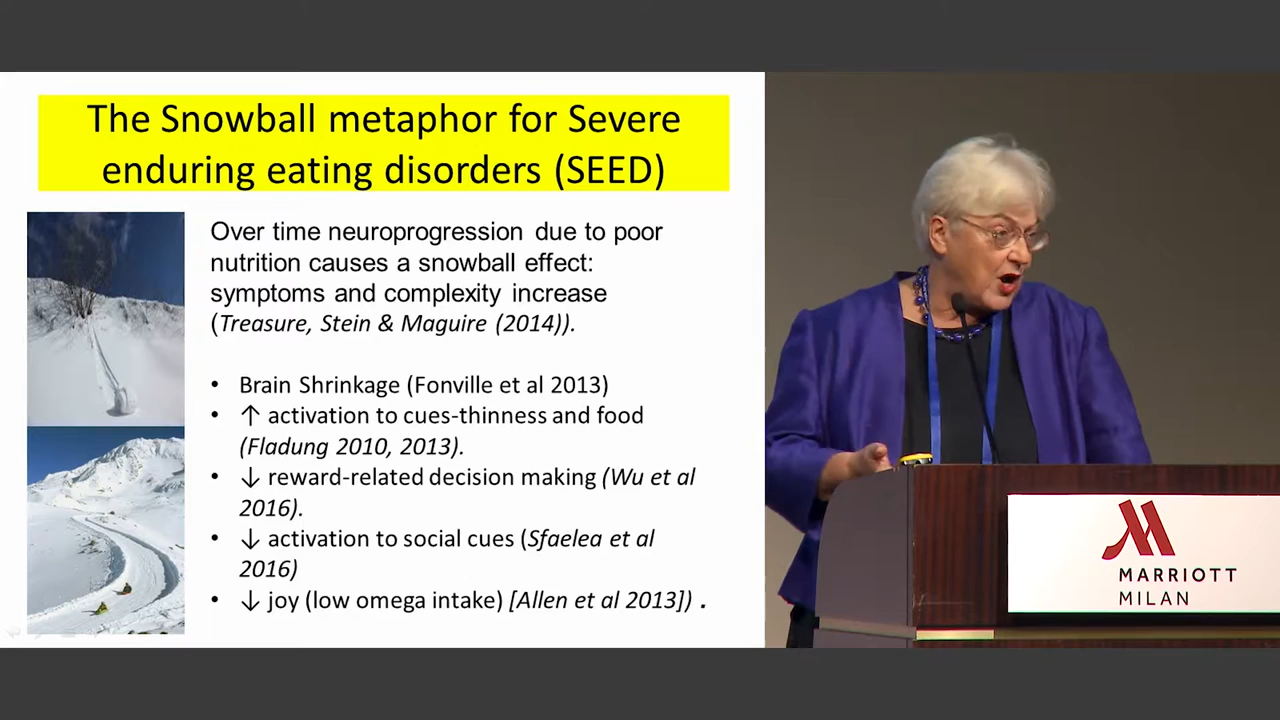 The Snowball metaphor for Severe
enduring eating disorders (SEED)
Over time neuroprogression due to poor
nutrition causes a snowball effect:
symptoms and complexity increase
(Treasure, Stein & Maguire (2014)).
• Brain Shrinkage (Fonville et al 2013)
• ↑ activation to cues-thinness and food
(Fladung 2010, 2013).
• ↓ reward-related decision making (Wu et al
2016).
• ↓ activation to social cues (Sfaelea et al
2016)
• ↓ joy (low omega intake) [Allen et al 2013]) .
MARRIOTT
MILAN